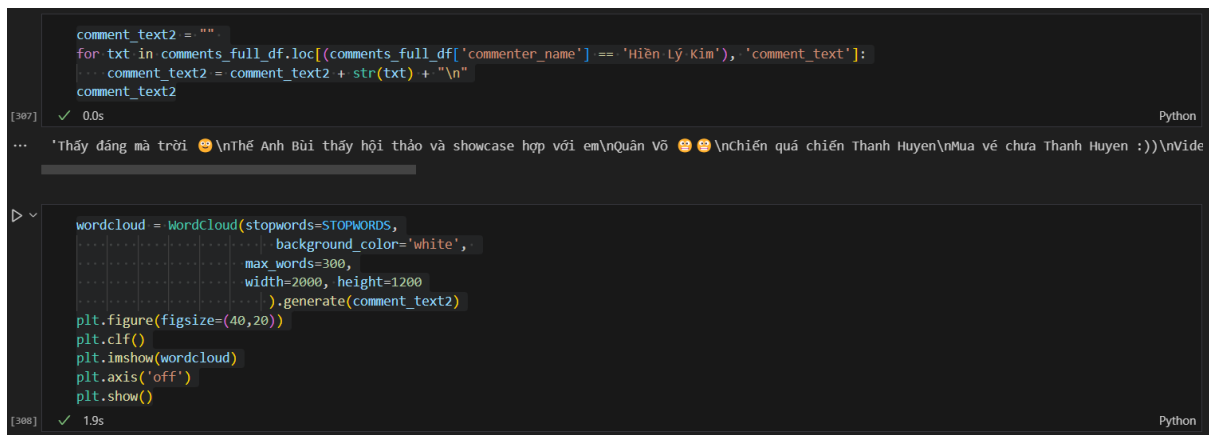 comment_text2 = ""
for txt in comments_full_df.loc[(comments_full_df['commenter_name'] == 'Hiền Lý Kim'), 'comment_text']:
    comment_text2 = comment_text2 + str(txt) + "\n"
comment_text2
[307] ✓ 0.0s Python
... 'Thấy đáng mà trời 🙂\nThế Anh Bùi thấy hội thảo và showcase hợp với em\nQuân Võ 😬😬\nChiến quá chiến Thanh Huyen\nMua vé chưa Thanh Huyen :))\nVide
wordcloud = WordCloud(stopwords=STOPWORDS,
                      background_color='white',
                      max_words=300,
                      width=2000, height=1200
                      ).generate(comment_text2)
plt.figure(figsize=(40,20))
plt.clf()
plt.imshow(wordcloud)
plt.axis('off')
plt.show()
[308] ✓ 1.9s Python